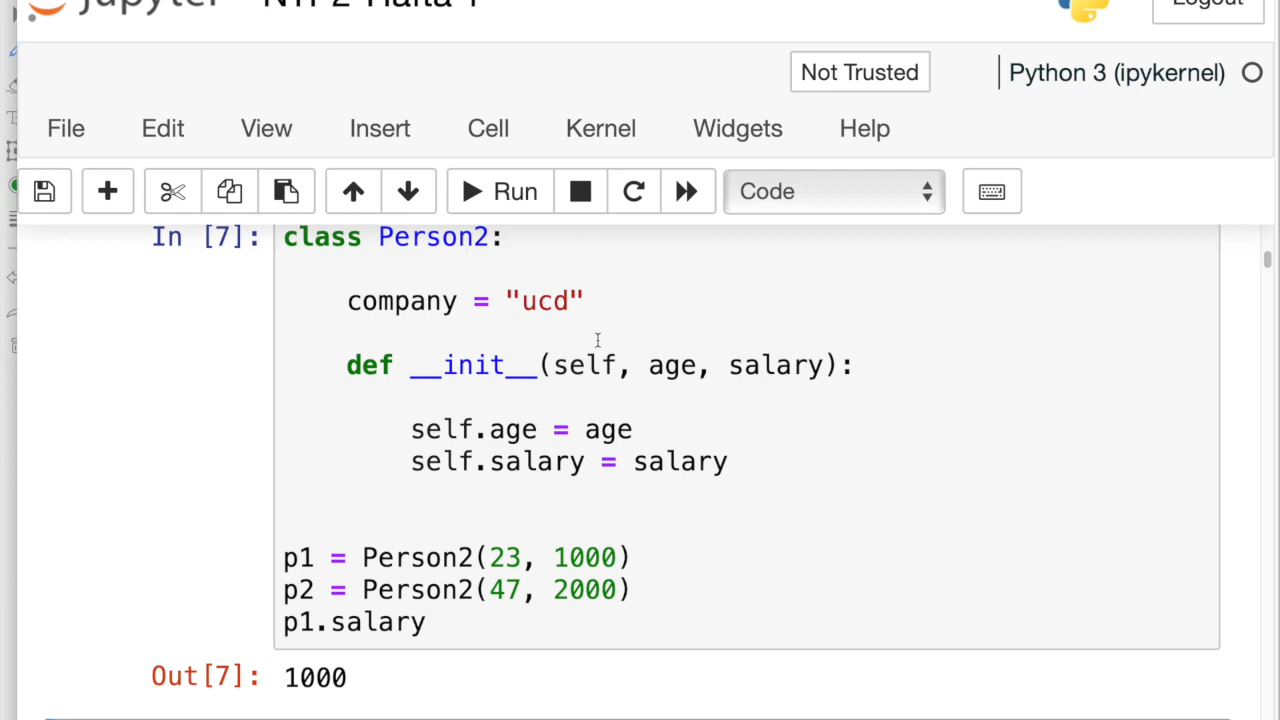 Not Trusted
Python 3 (ipykernel)
File Edit View Insert Cell Kernel Widgets Help
Run Code
In [7]: class Person2:
company = "ucd"
def __init__(self, age, salary):
self.age = age
self.salary = salary
p1 = Person2(23, 1000)
p2 = Person2(47, 2000)
p1.salary
Out[7]: 1000